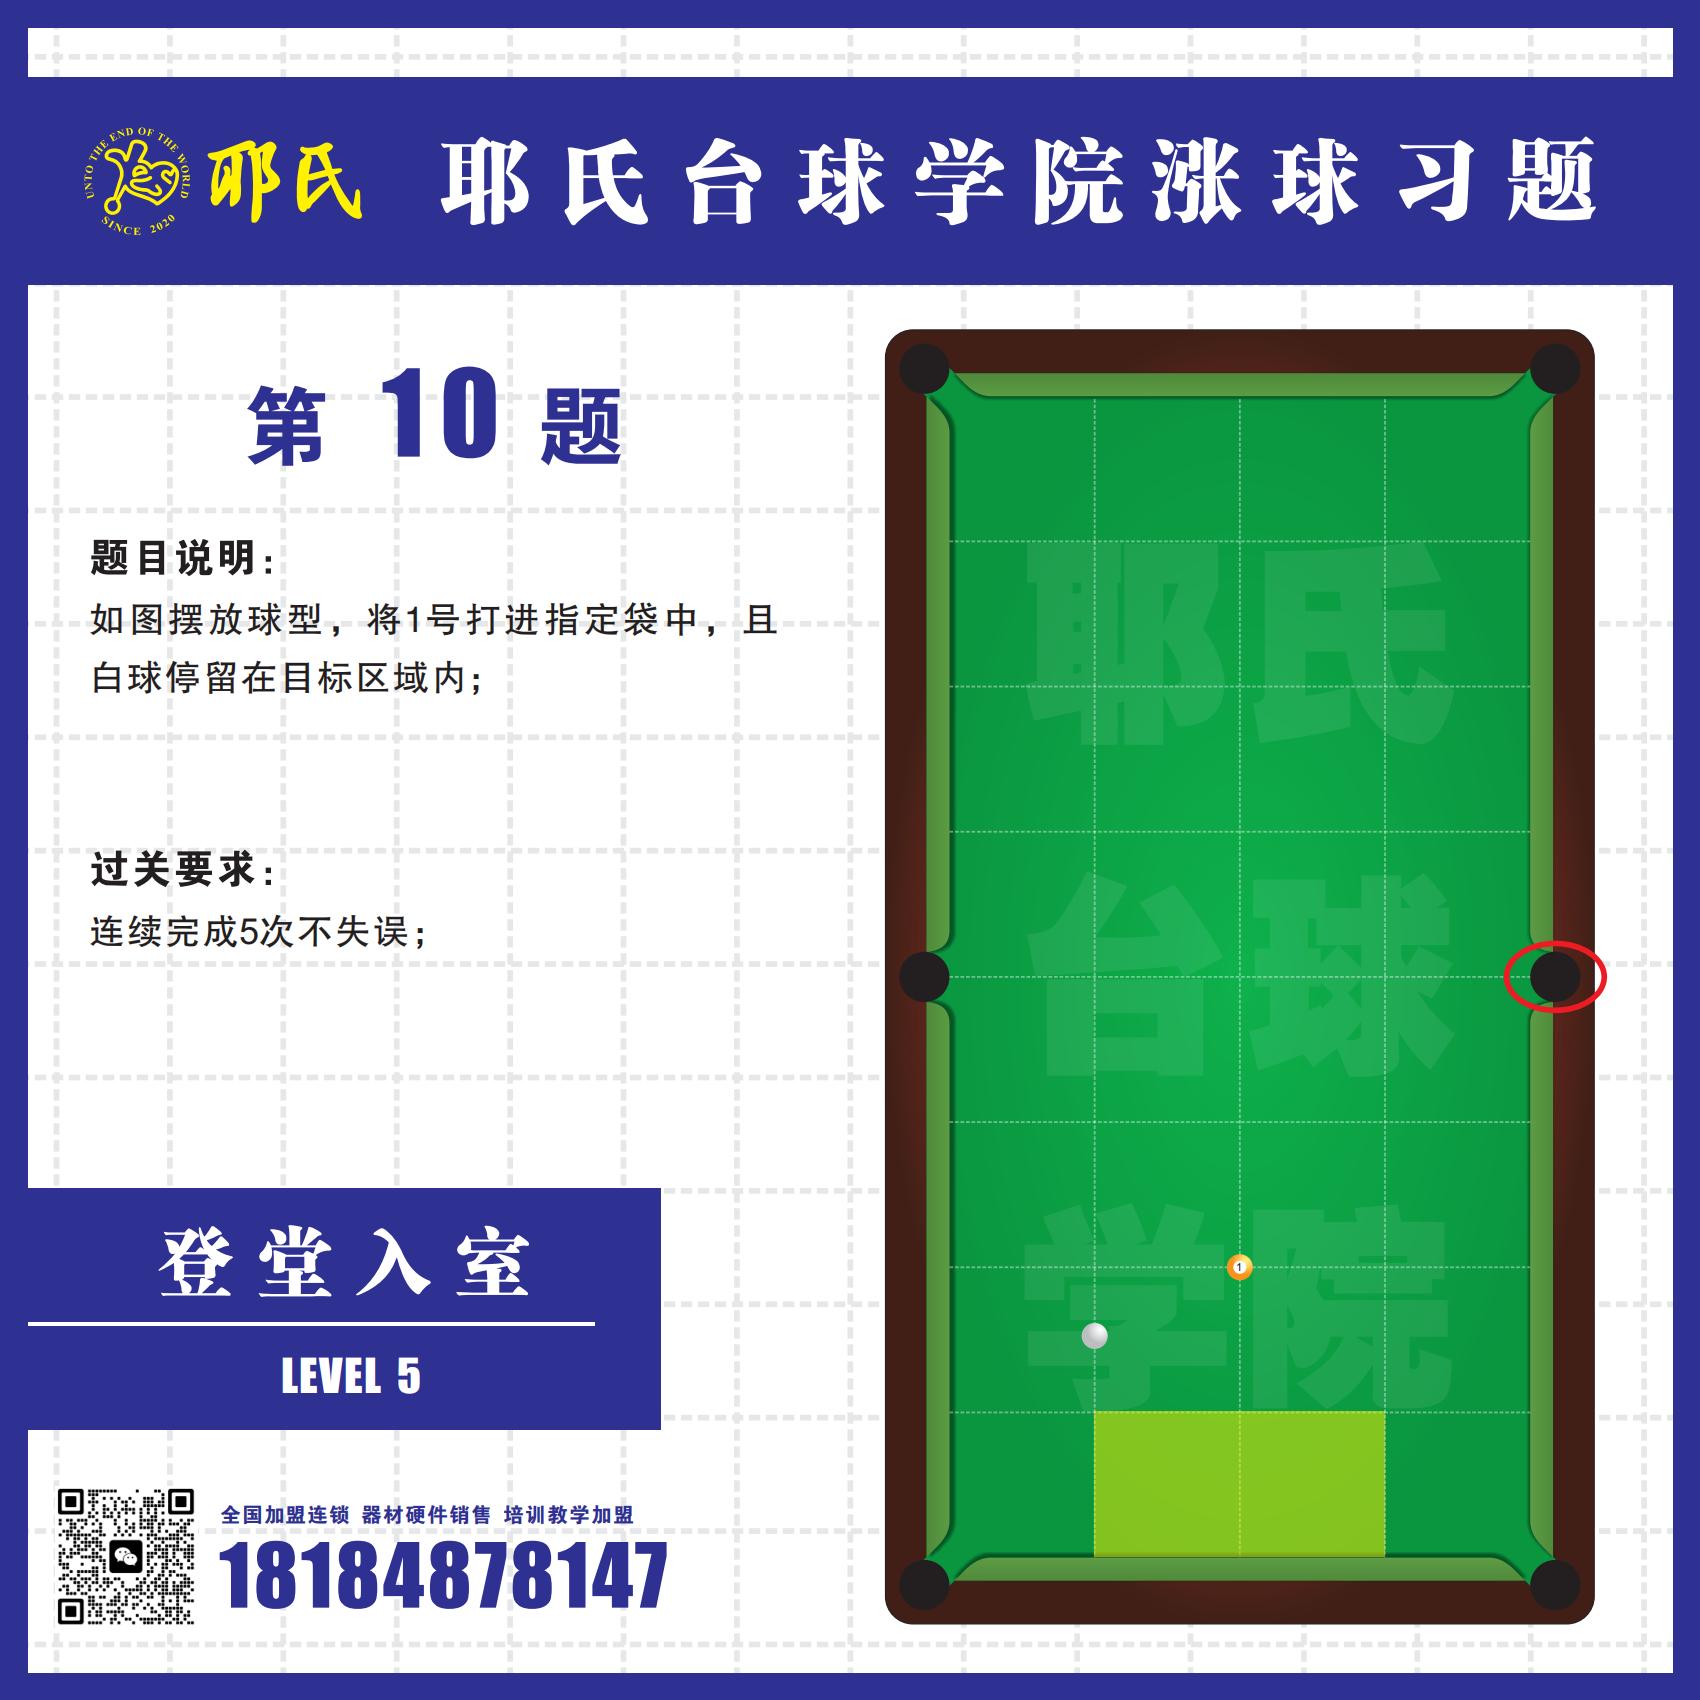 UNTO THE END OF THE WORLD
SINCE 2020
耶氏
耶氏台球学院涨球习题
第 10 题
题目说明：
如图摆放球型，将1号打进指定袋中，且
白球停留在目标区域内；
过关要求：
连续完成5次不失误；
登堂入室
LEVEL 5
全国加盟连锁 器材硬件销售 培训教学加盟
18184878147
耶氏
台球
学院
1